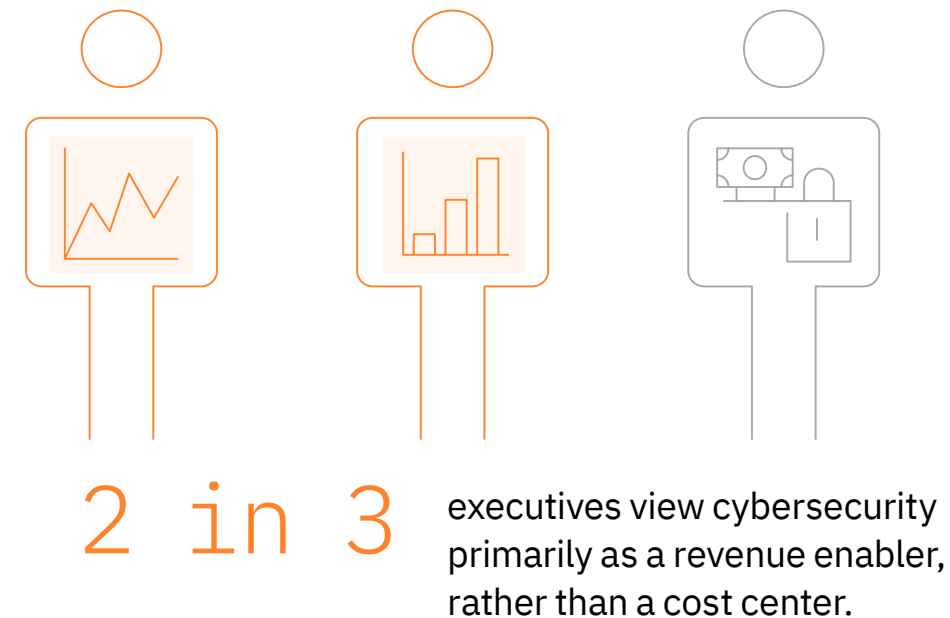 2 in 3
executives view cybersecurity
primarily as a revenue enabler,
rather than a cost center.